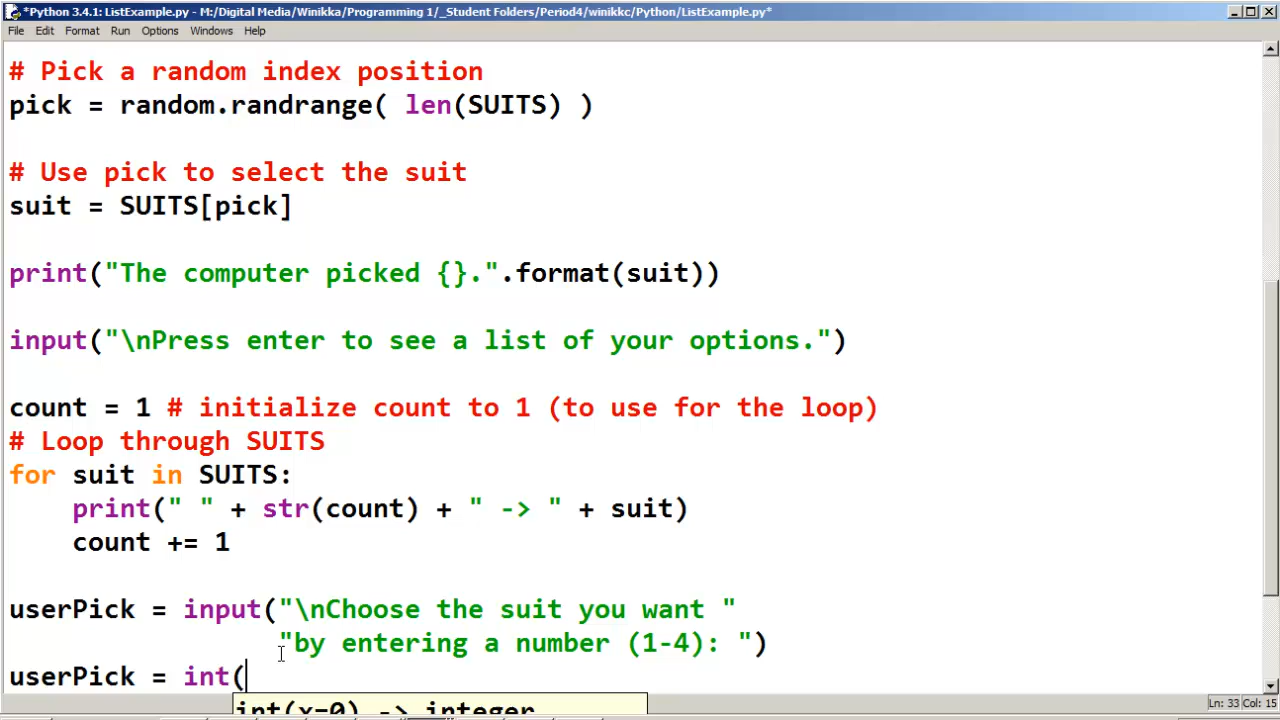 *Python 3.4.1: ListExample.py - M:/Digital Media/Winikka/Programming 1/_Student Folders/Period4/winikkc/Python/ListExample.py*
File Edit Format Run Options Windows Help
# Pick a random index position
pick = random.randrange( len(SUITS) )
# Use pick to select the suit
suit = SUITS[pick]
print("The computer picked {}.".format(suit))
input("\nPress enter to see a list of your options.")
count = 1 # initialize count to 1 (to use for the loop)
# Loop through SUITS
for suit in SUITS:
    print(" " + str(count) + " -> " + suit)
    count += 1
userPick = input("\nChoose the suit you want "
                 "by entering a number (1-4): ")
userPick = int(
int(x=0) -> integer
Ln: 33 Col: 15